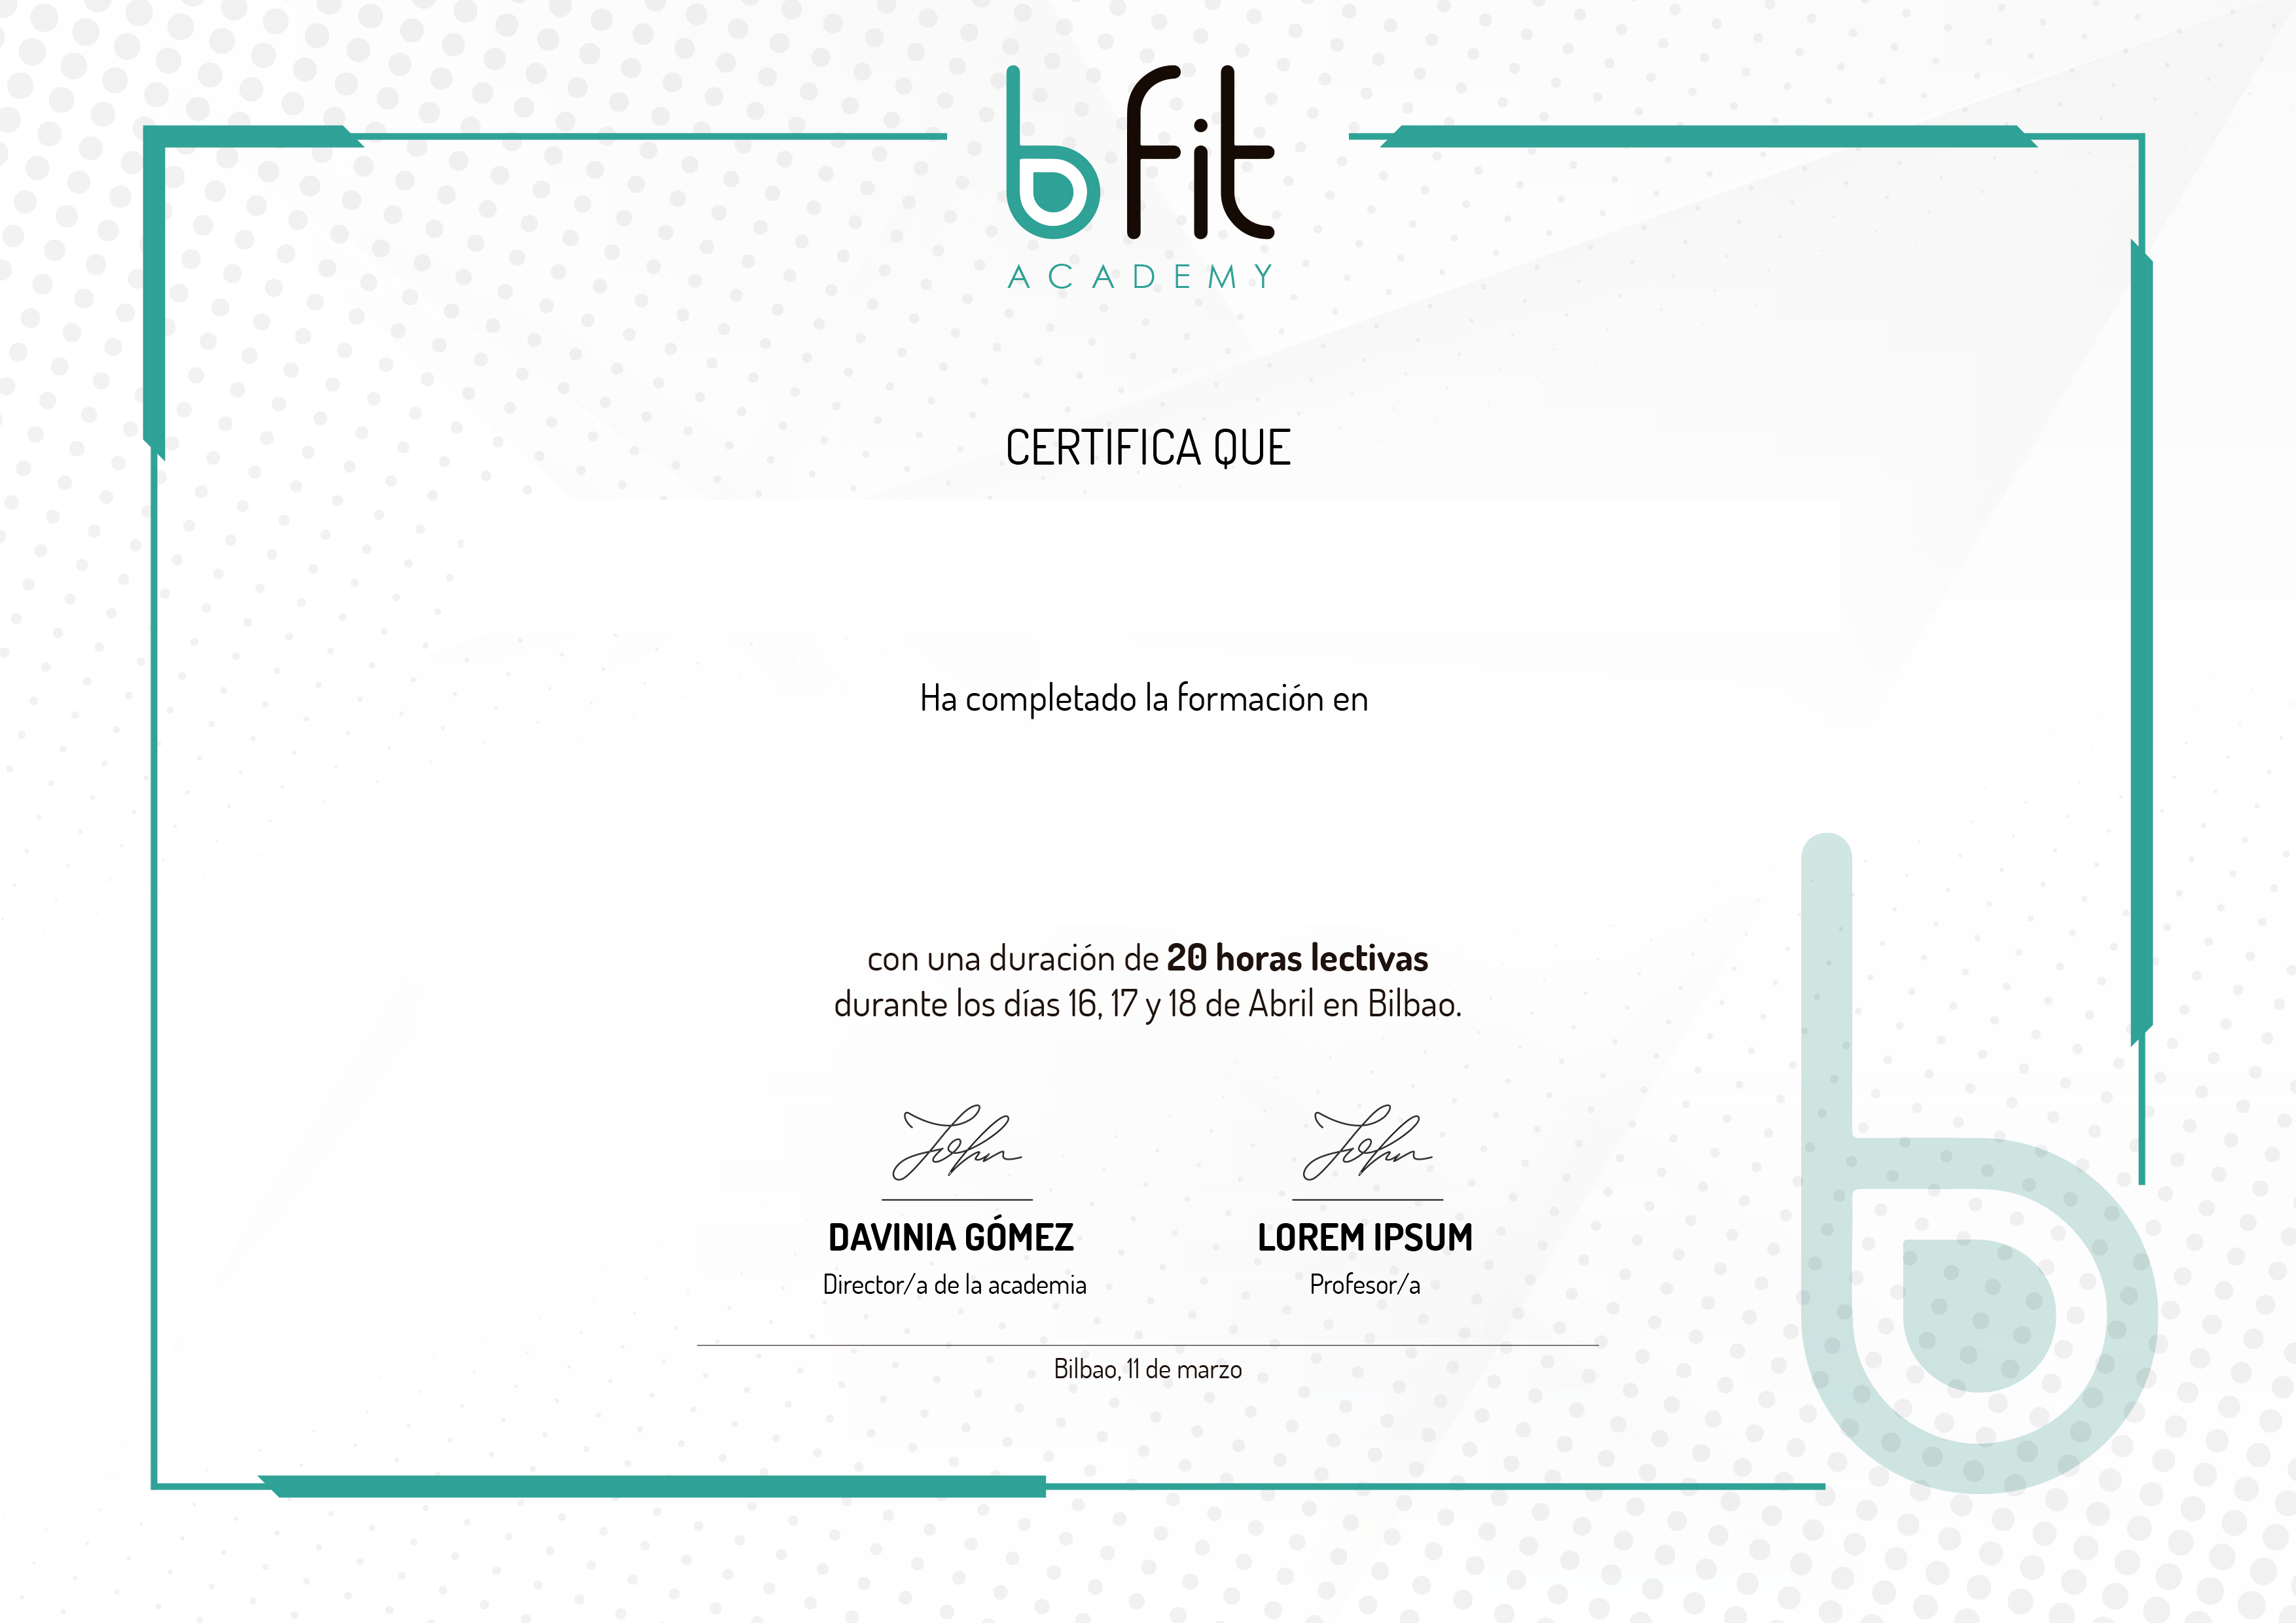 bfit
ACADEMY
CERTIFICA QUE
Ha completado la formación en
con una duración de 20 horas lectivas
durante los días 16, 17 y 18 de Abril en Bilbao.
John John
DAVINIA GÓMEZ LOREM IPSUM
Director/a de la academia Profesor/a
Bilbao, 11 de marzo